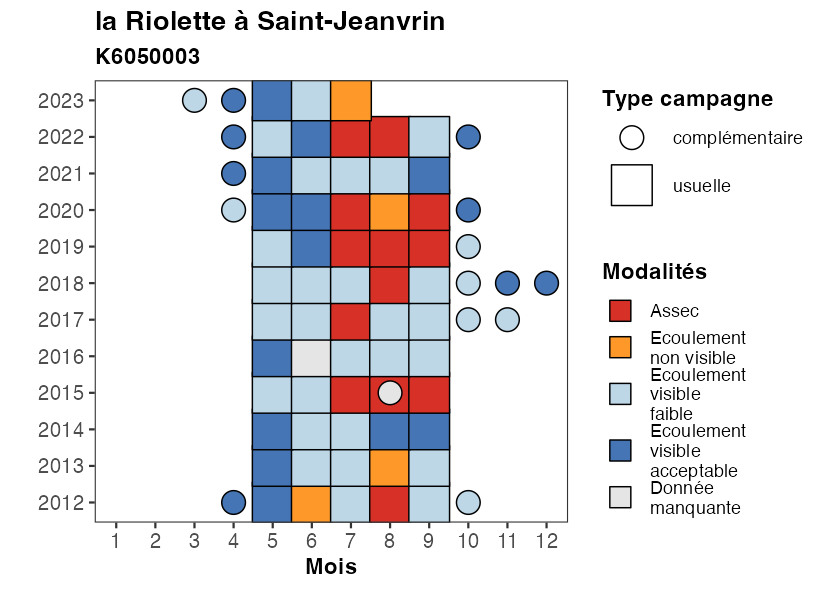 la Riolette à Saint-Jeanvrin
K6050003
2023
2022
2021
2020
2019
2018
2017
2016
2015
2014
2013
2012
1 2 3 4 5 6 7 8 9 10 11 12
Mois
Type campagne
complémentaire
usuelle
Modalités
Assec
Ecoulement
non visible
Ecoulement
visible
faible
Ecoulement
visible
acceptable
Donnée
manquante